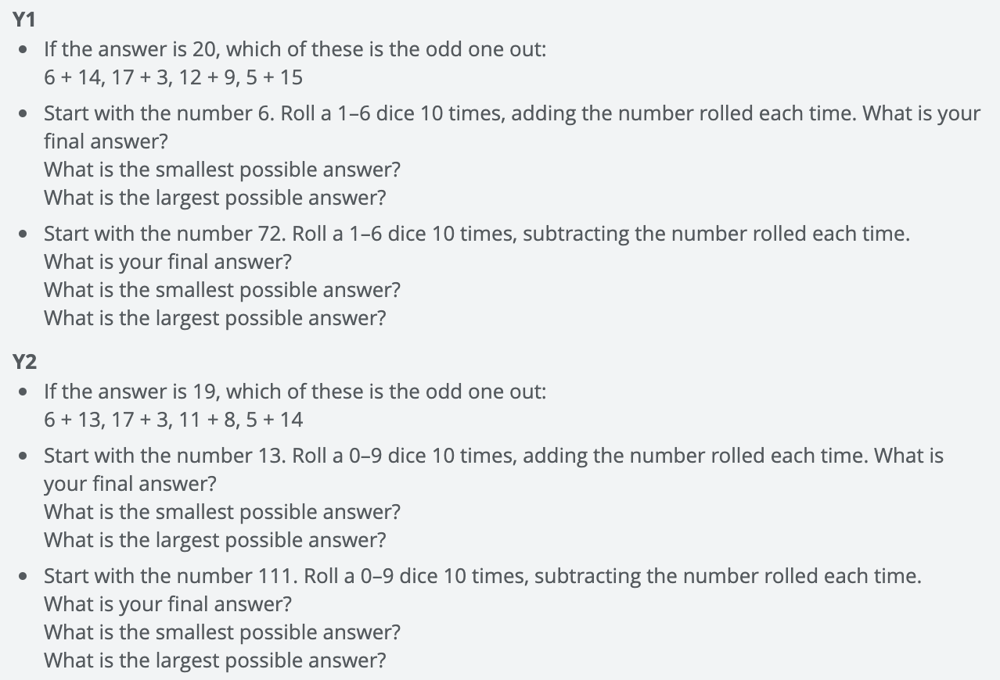 Y1
• If the answer is 20, which of these is the odd one out:
6 + 14, 17 + 3, 12 + 9, 5 + 15
• Start with the number 6. Roll a 1–6 dice 10 times, adding the number rolled each time. What is your
final answer?
What is the smallest possible answer?
What is the largest possible answer?
• Start with the number 72. Roll a 1–6 dice 10 times, subtracting the number rolled each time.
What is your final answer?
What is the smallest possible answer?
What is the largest possible answer?
Y2
• If the answer is 19, which of these is the odd one out:
6 + 13, 17 + 3, 11 + 8, 5 + 14
• Start with the number 13. Roll a 0–9 dice 10 times, adding the number rolled each time. What is
your final answer?
What is the smallest possible answer?
What is the largest possible answer?
• Start with the number 111. Roll a 0–9 dice 10 times, subtracting the number rolled each time.
What is your final answer?
What is the smallest possible answer?
What is the largest possible answer?